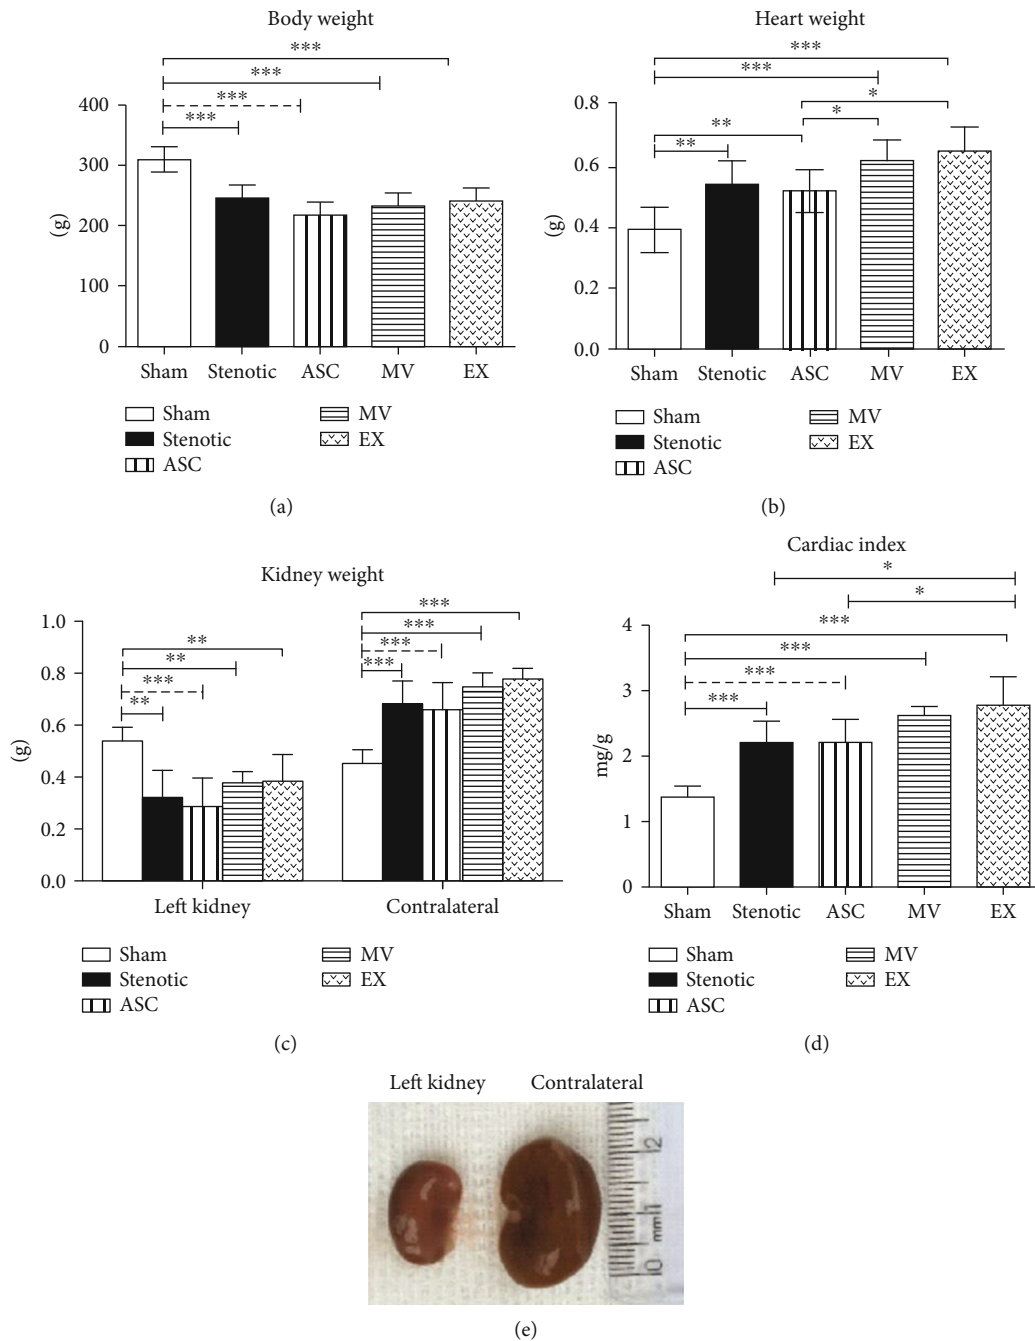 Body weight
***
***
***
***
400
300
200
100
0
(g)
Sham Stenotic ASC MV EX
Sham MV
Stenotic EX
ASC
(a)
Heart weight
***
***
*
** *
**
0.8
0.6
0.4
0.2
0.0
(g)
Sham Stenotic ASC MV EX
Sham MV
Stenotic EX
ASC
(b)
Kidney weight
** ***
** ***
*** ***
** ***
1.0
0.8
0.6
0.4
0.2
0.0
(g)
Left kidney Contralateral
Sham MV
Stenotic EX
ASC
(c)
Cardiac index
*
*
***
***
***
***
4
3
2
1
0
mg/g
Sham Stenotic ASC MV EX
Sham MV
Stenotic EX
ASC
(d)
Left kidney Contralateral
2
1
mm
0
(e)